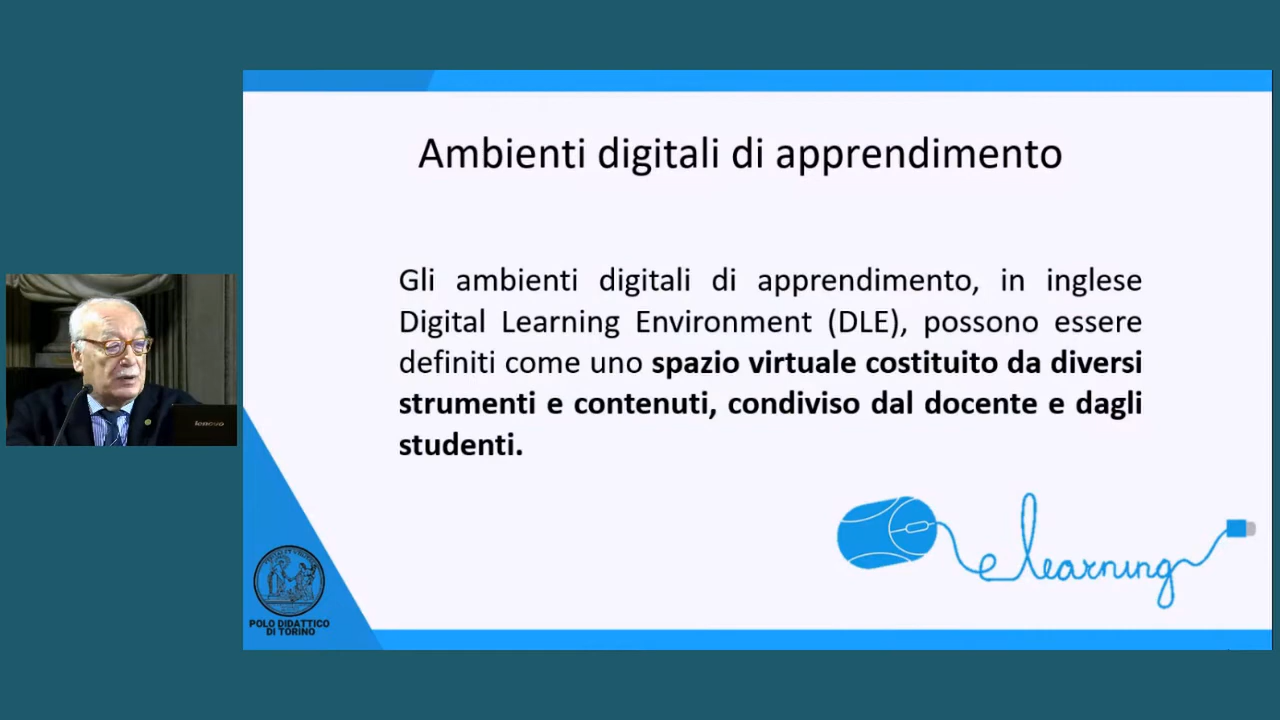 Ambienti digitali di apprendimento
Gli ambienti digitali di apprendimento, in inglese
Digital Learning Environment (DLE), possono essere
definiti come uno spazio virtuale costituito da diversi
strumenti e contenuti, condiviso dal docente e dagli
studenti.
lenovo
elearning
POLO DIDATTICO
DI TORINO